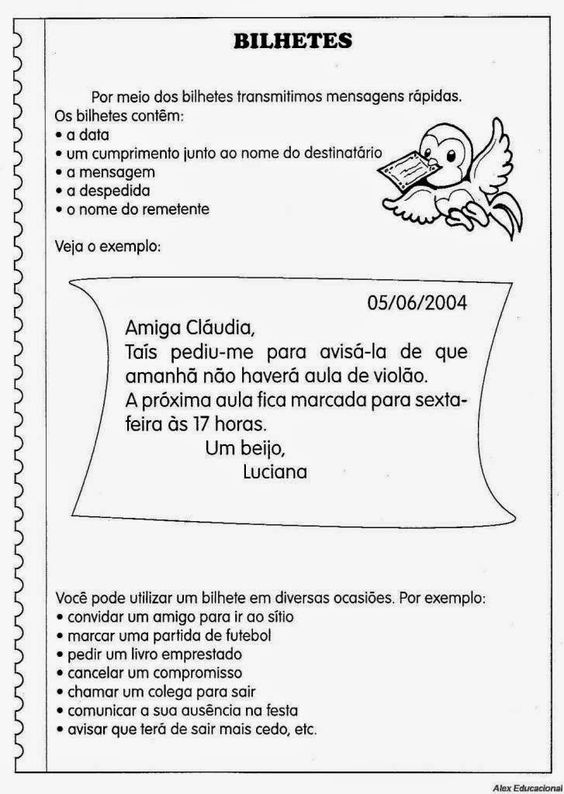 BILHETES
Por meio dos bilhetes transmitimos mensagens rápidas.
Os bilhetes contêm:
• a data
• um cumprimento junto ao nome do destinatário
• a mensagem
• a despedida
• o nome do remetente
Veja o exemplo:
05/06/2004
Amiga Cláudia,
Taís pediu-me para avisá-la de que
amanhã não haverá aula de violão.
A próxima aula fica marcada para sexta-
feira às 17 horas.
Um beijo,
Luciana
Você pode utilizar um bilhete em diversas ocasiões. Por exemplo:
• convidar um amigo para ir ao sítio
• marcar uma partida de futebol
• pedir um livro emprestado
• cancelar um compromisso
• chamar um colega para sair
• comunicar a sua ausência na festa
• avisar que terá de sair mais cedo, etc.
Alex Educacional